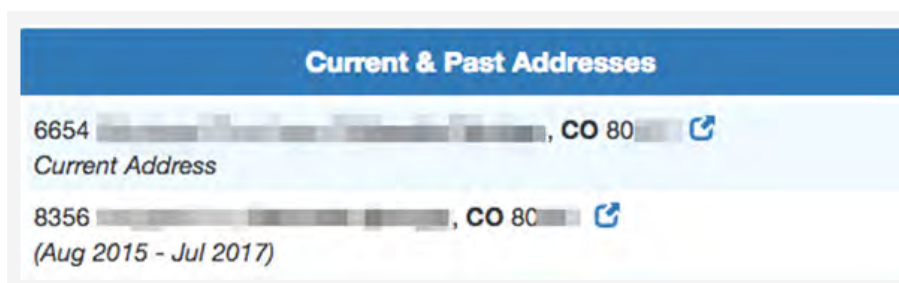 Current & Past Addresses
6654 , CO 80
Current Address
8356 , CO 80
(Aug 2015 - Jul 2017)